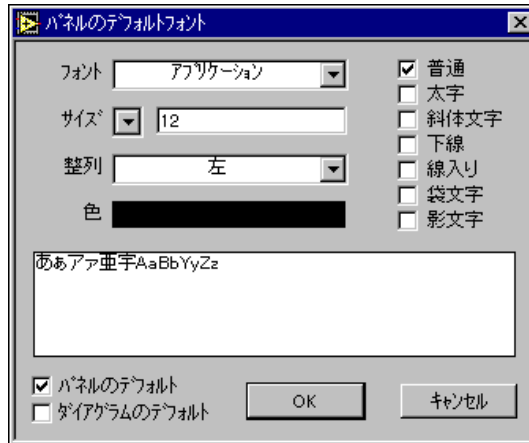 ﾊﾟﾈﾙのﾃﾞﾌｫﾙﾄﾌｫﾝﾄ
ﾌｫﾝﾄ ｱﾌﾟﾘｹｰｼｮﾝ
ｻｲｽﾞ 12
整列 左
色
普通
太字
斜体文字
下線
線入り
袋文字
影文字
あぁアァ亜宇AaBbYyZz
ﾊﾟﾈﾙのﾃﾞﾌｫﾙﾄ
ﾀﾞｲｱｸﾞﾗﾑのﾃﾞﾌｫﾙﾄ
OK
ｷｬﾝｾﾙ